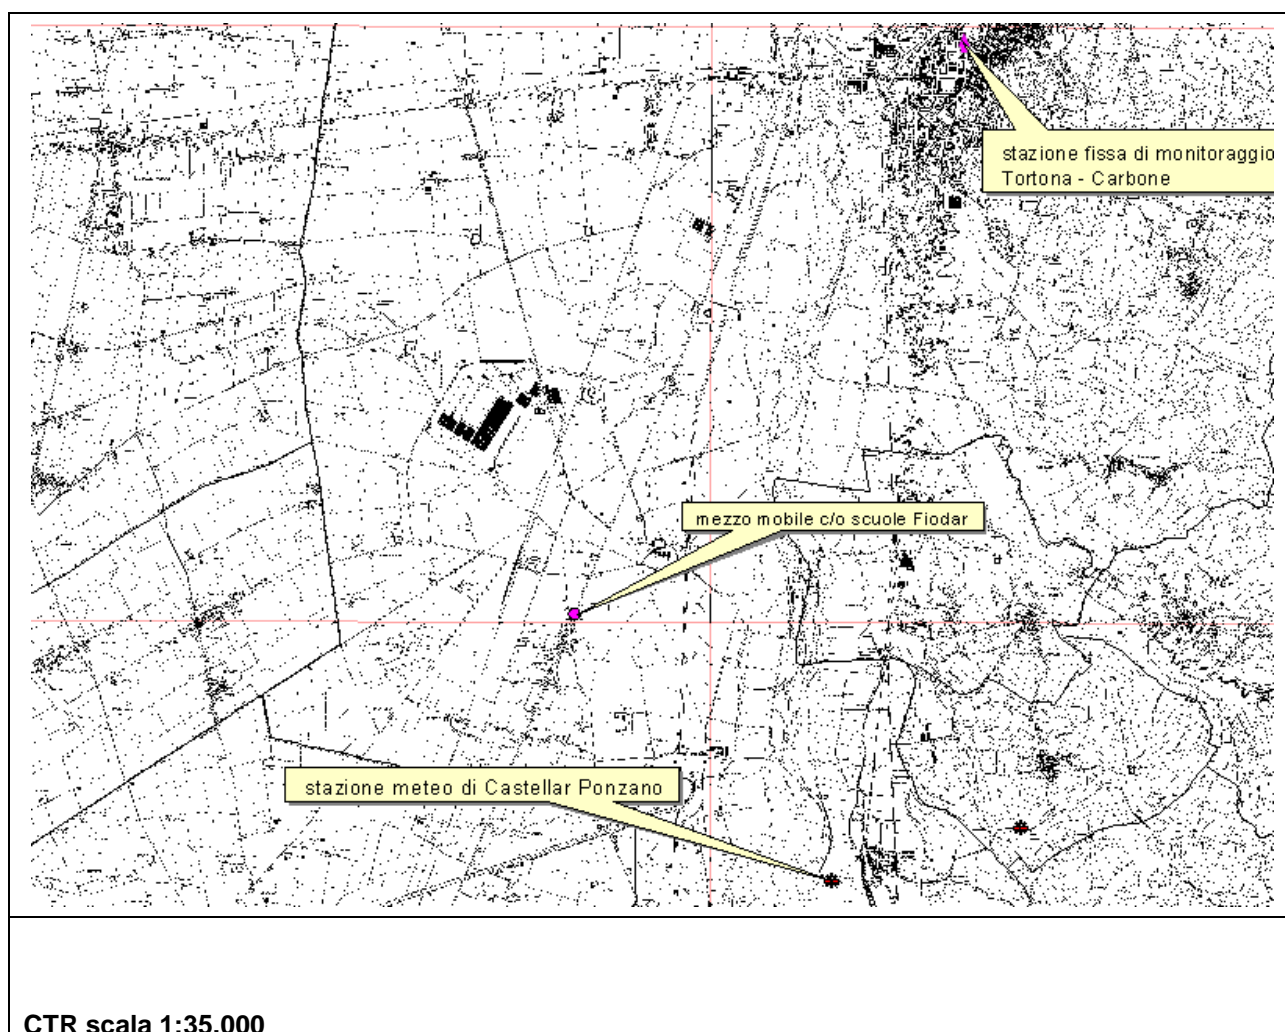 stazione fissa di monitoraggio
Tortona - Carbone
mezzo mobile c/o scuole Fiodar
stazione meteo di Castellar Ponzano
CTR scala 1:35.000